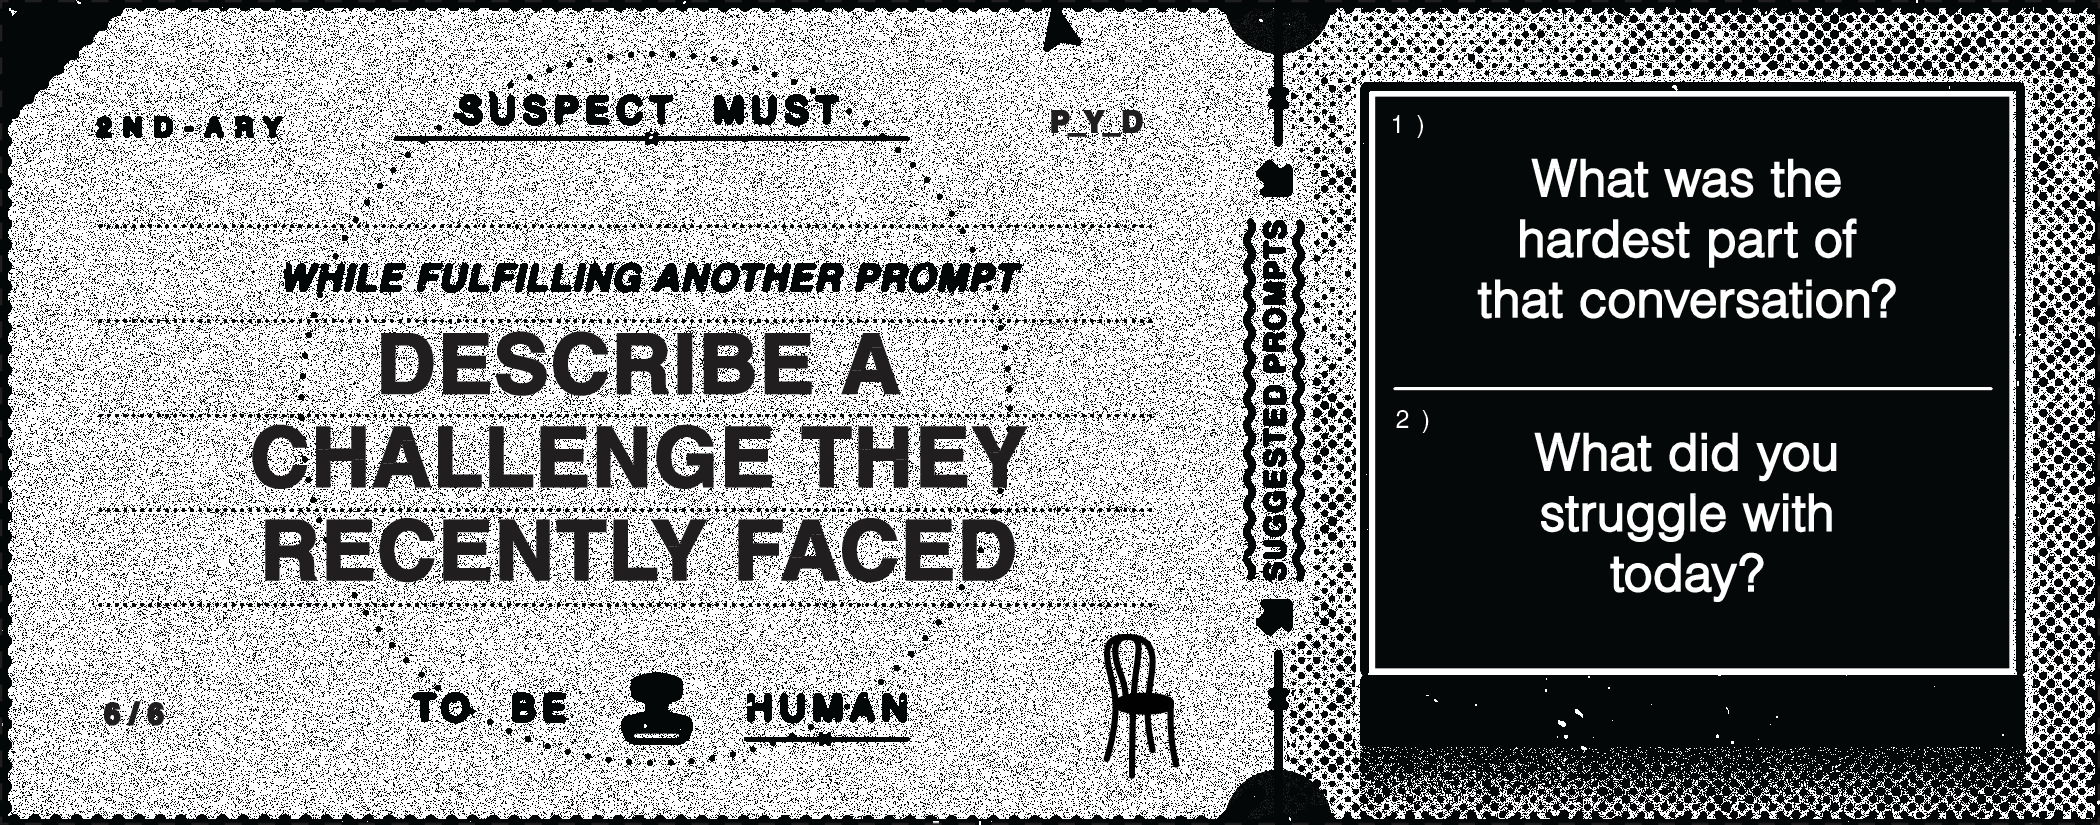 SUSPECT MUST
2ND-ARY
P_Y_D
WHILE FULFILLING ANOTHER PROMPT
DESCRIBE A
CHALLENGE THEY
RECENTLY FACED
6/6
TO BE HUMAN
SUGGESTED PROMPTS
1)
What was the
hardest part of
that conversation?
2)
What did you
struggle with
today?